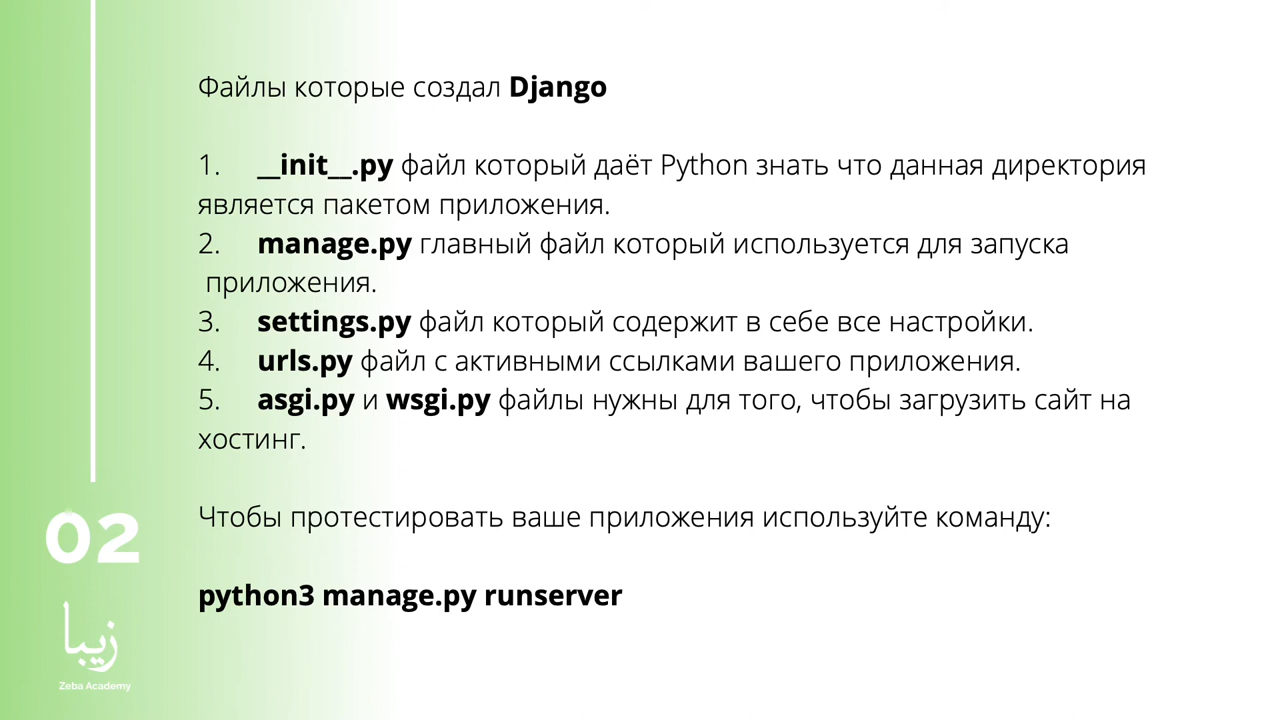 Файлы которые создал Django
1. __init__.py файл который даёт Python знать что данная директория
является пакетом приложения.
2. manage.py главный файл который используется для запуска
приложения.
3. settings.py файл который содержит в себе все настройки.
4. urls.py файл с активными ссылками вашего приложения.
5. asgi.py и wsgi.py файлы нужны для того, чтобы загрузить сайт на
хостинг.
Чтобы протестировать ваше приложения используйте команду:
python3 manage.py runserver
02
زیبا
Zeba Academy